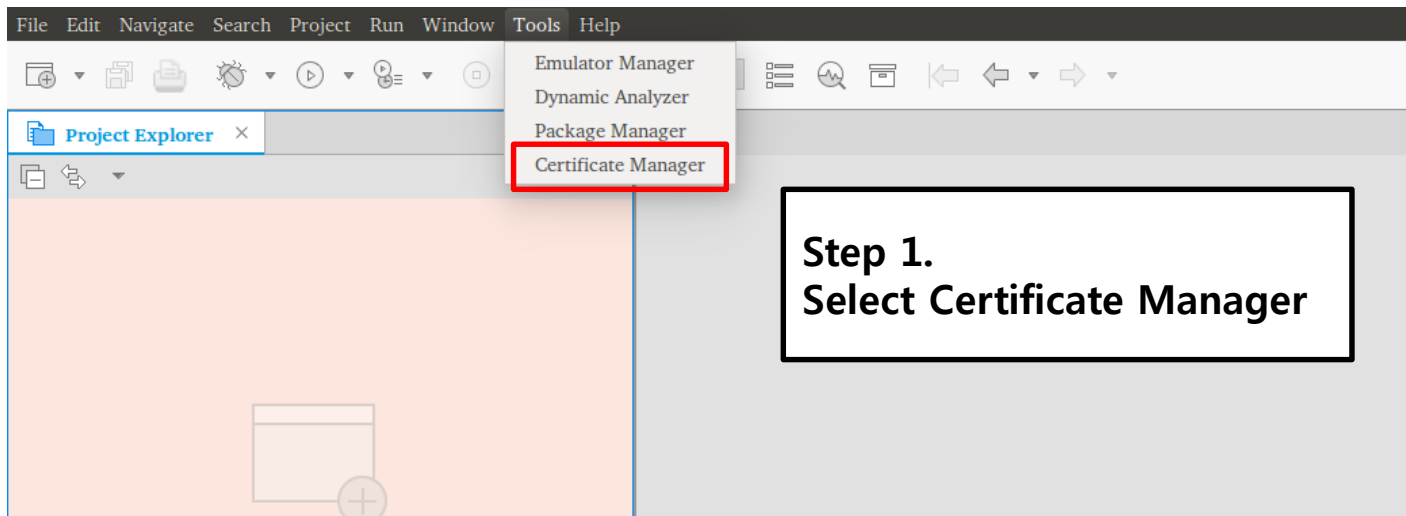 File Edit Navigate Search Project Run Window Tools Help
Emulator Manager
Dynamic Analyzer
Package Manager
Certificate Manager
Project Explorer
Step 1.
Select Certificate Manager